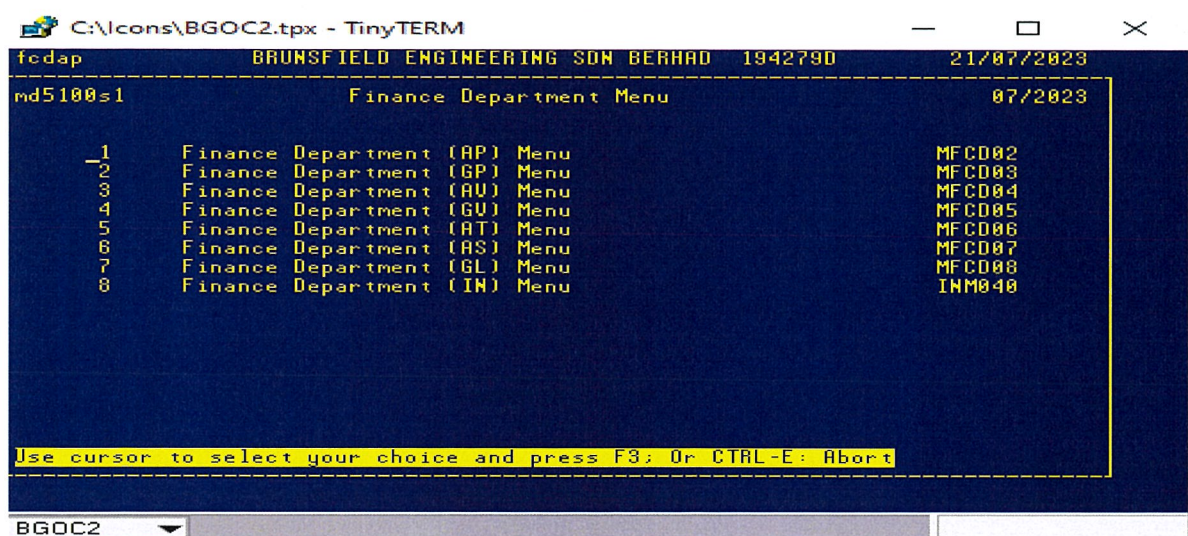 C:\Icons\BGOC2.tpx - TinyTERM
fcdap BRUNSFIELD ENGINEERING SDN BERHAD 194279D 21/07/2023
md5100s1 Finance Department Menu 07/2023
_1 Finance Department (AP) Menu MFCD02
2 Finance Department (GP) Menu MFCD03
3 Finance Department (AV) Menu MFCD04
4 Finance Department (GV) Menu MFCD05
5 Finance Department (AT) Menu MFCD06
6 Finance Department (AS) Menu MFCD07
7 Finance Department (GL) Menu MFCD08
8 Finance Department (IN) Menu INM040
Use cursor to select your choice and press F3; Or CTRL-E: Abort
BGOC2